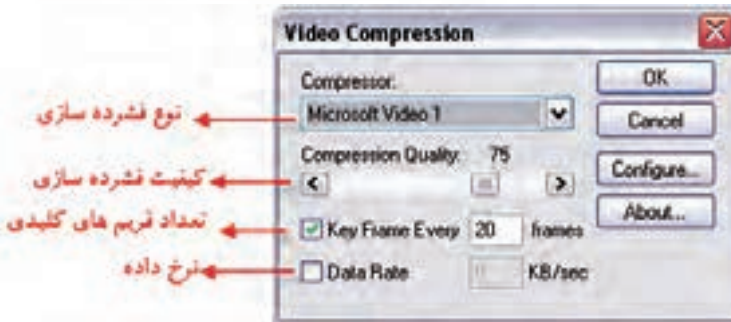 Video Compression
Compressor:
OK
Microsoft Video 1
نوع فشرده سازی
Cancel
Compression Quality: 75
Configure...
کیفیت فشرده سازی
Key Frame Every 20 frames
About...
تعداد فریم های کلیدی
Data Rate 0 KB/sec
نرخ داده